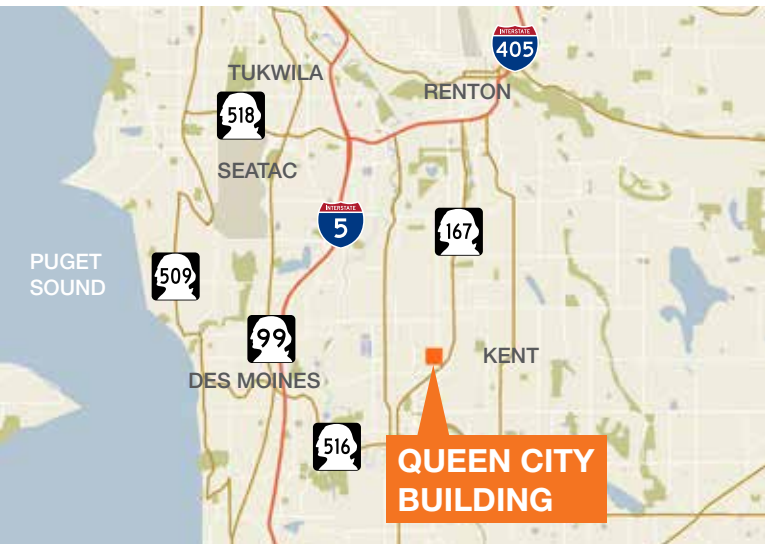 INTERSTATE
405
TUKWILA
RENTON
518
SEATAC
INTERSTATE
5
167
PUGET
SOUND
509
99
KENT
DES MOINES
516
QUEEN CITY
BUILDING